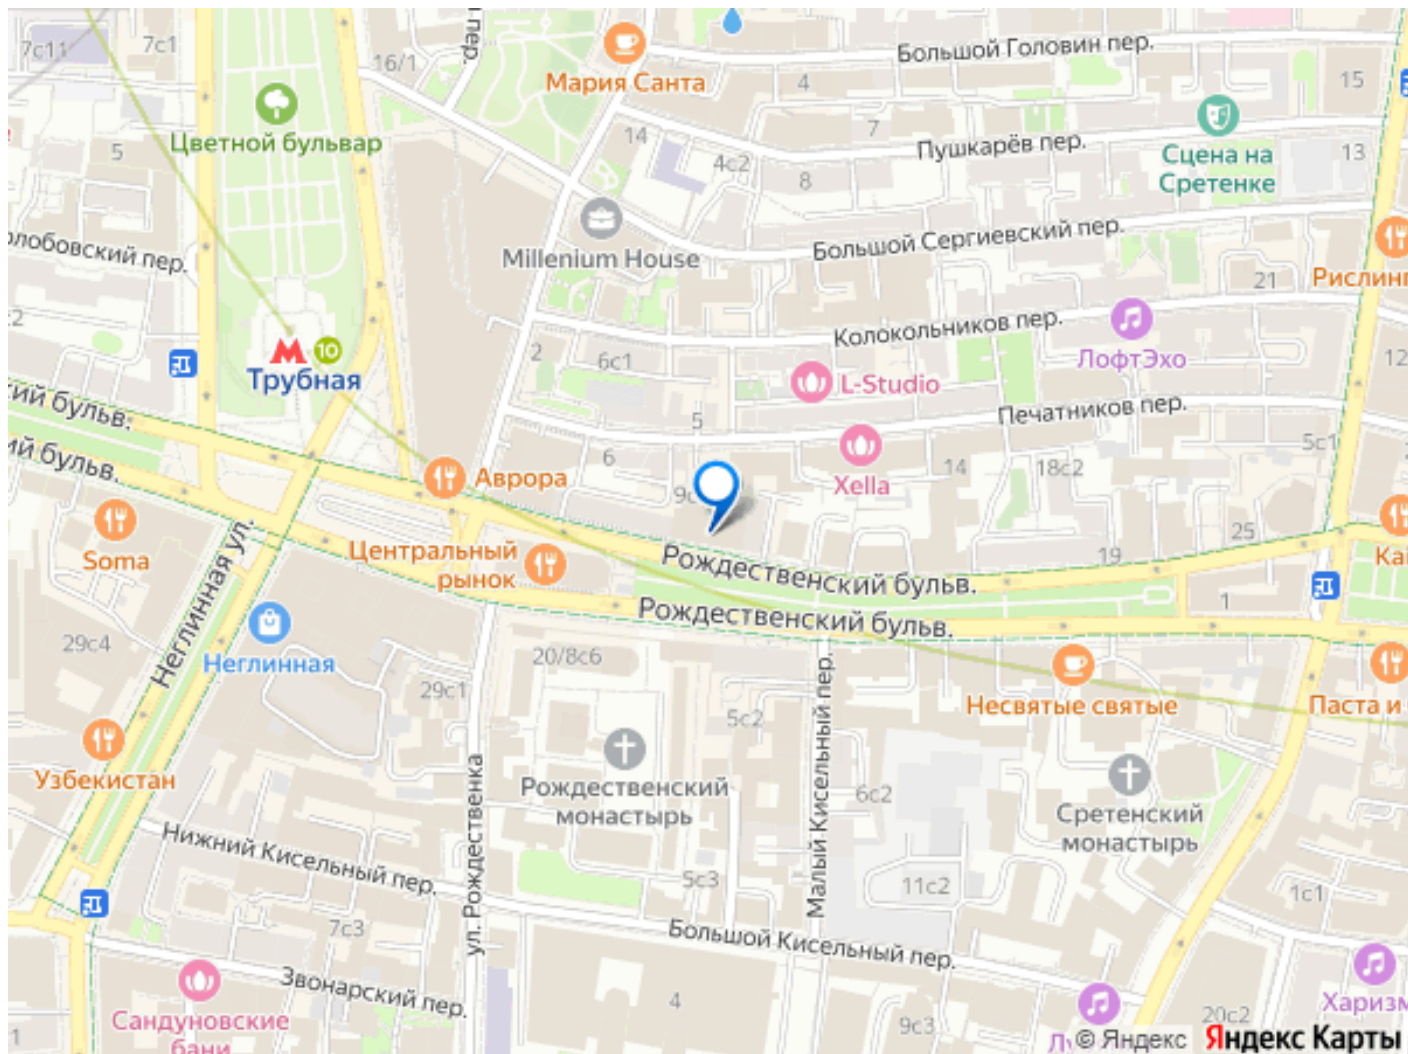 7с11
7с1
16/1
пер.
Мария Санта
Большой Головин пер.
4
15
Цветной бульвар
5
14
4с2
7
8
Пушкарёв пер.
Сцена на
Сретенке
13
Millenium House
Большой Сергиевский пер.
21
Рислинг
олобовский пер.
2
10
Трубная
2
6с1
Колокольников пер.
ЛофтЭхо
12
L-Studio
Печатников пер.
5
5с1
кий бульв.
ий бульв.
Аврора
6
9с
Xella
14
18с2
25
19
1
Soma
Центральный
рынок
Рождественский бульв.
Рождественский бульв.
Неглинная ул.
29с4
Неглинная
29с1
20/8с6
5с2
Несвятые святые
Паста и
Узбекистан
Рождественский
монастырь
ул. Рождественка
Малый Кисельный пер.
6с2
Сретенский
монастырь
Нижний Кисельный пер.
5с3
11с2
1с1
7с3
Большой Кисельный пер.
Звонарский пер.
Сандуновские
бани
1
4
9с3
20с2
Харизм
© Яндекс
Яндекс Карты